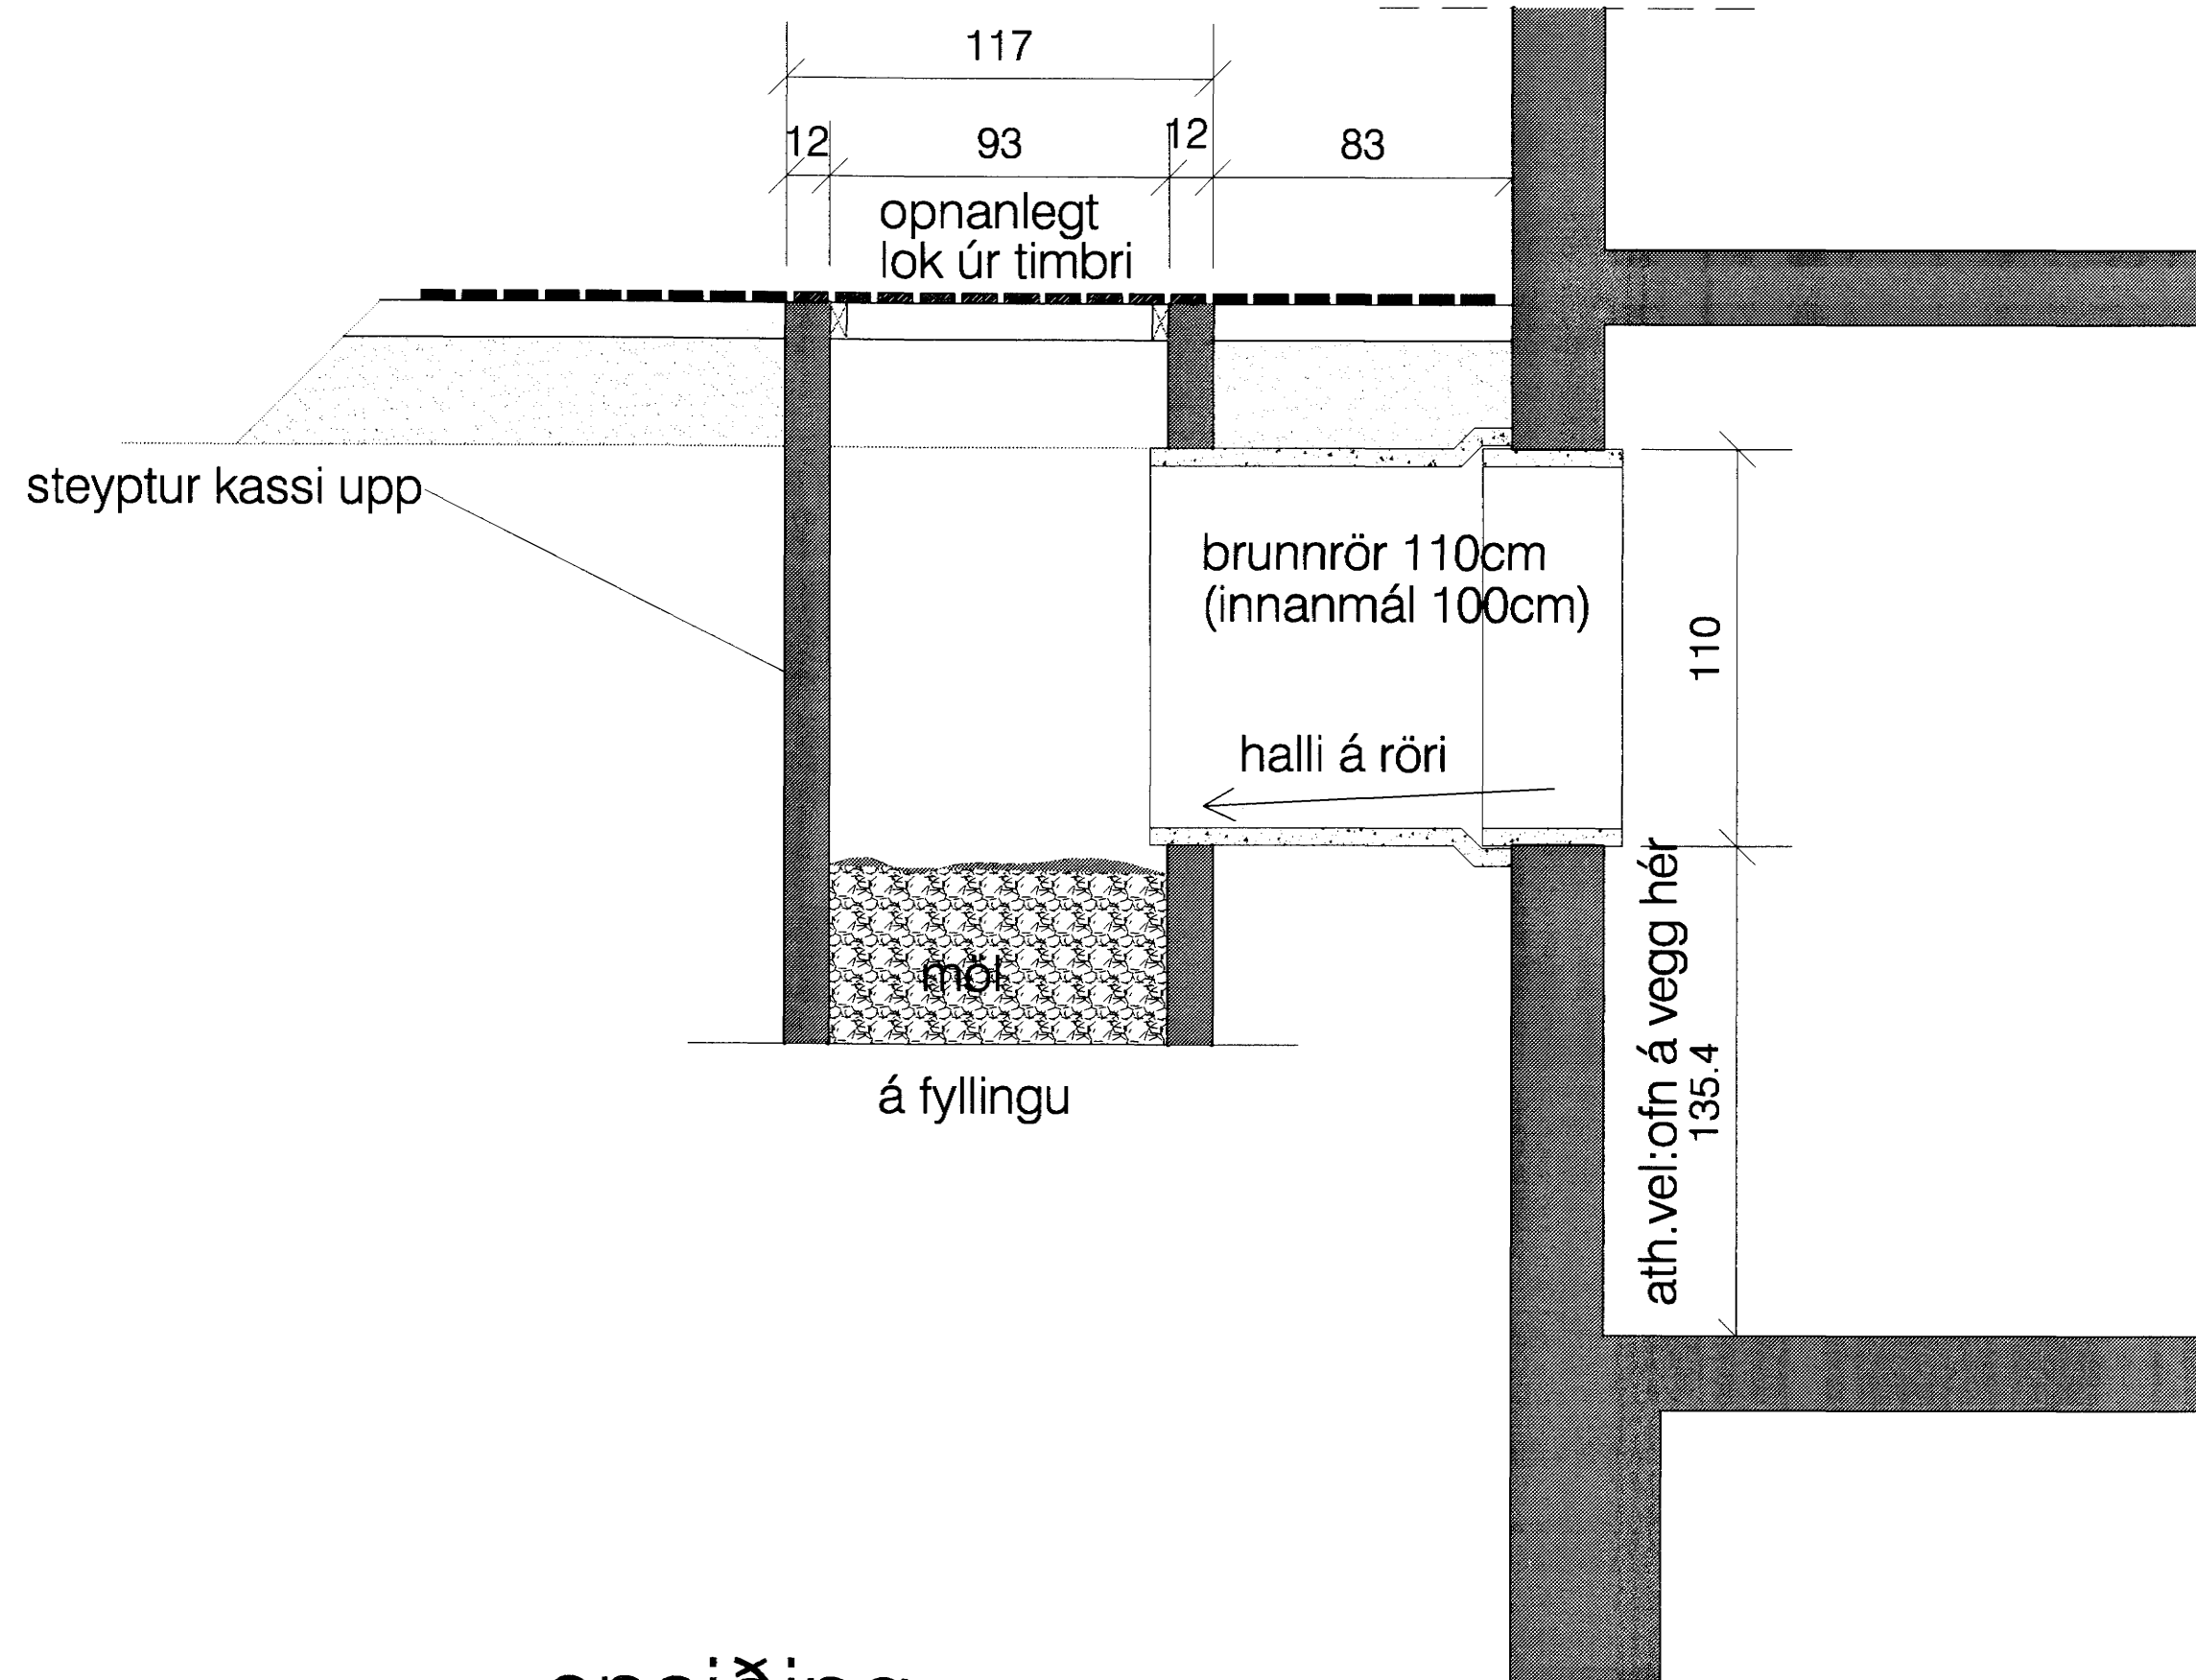 117
12
93
12
83
opnanlegt
lok úr timbri
steyptur kassi upp
brunnrör 110cm
(innanmál 100cm)
110
halli á röri
möl
á fyllingu
ath.vel:ofn á vegg hér
135.4